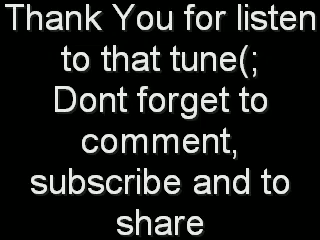 Thank You for listen
to that tune(;
Dont forget to
comment,
subscribe and to
share